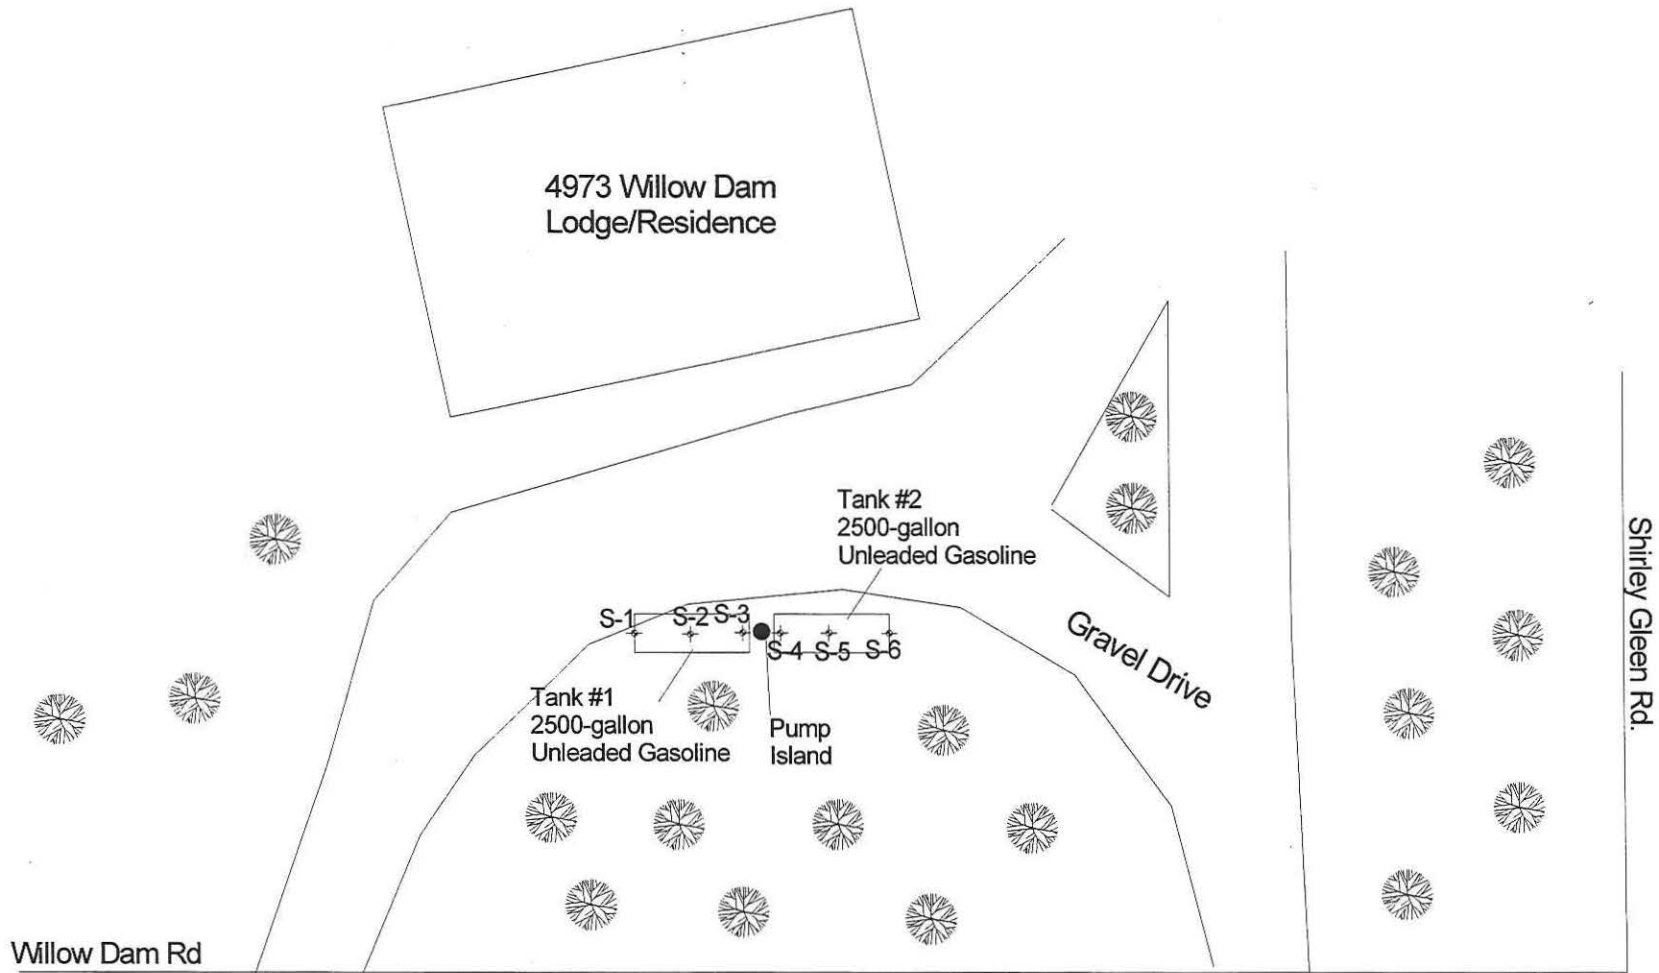 4973 Willow Dam
Lodge/Residence
Tank #2
2500-gallon
Unleaded Gasoline
S-1
S-2
S-3
S-4
S-5
S-6
Gravel Drive
Shirley Gleen Rd.
Tank #1
2500-gallon
Unleaded Gasoline
Pump
Island
Willow Dam Rd